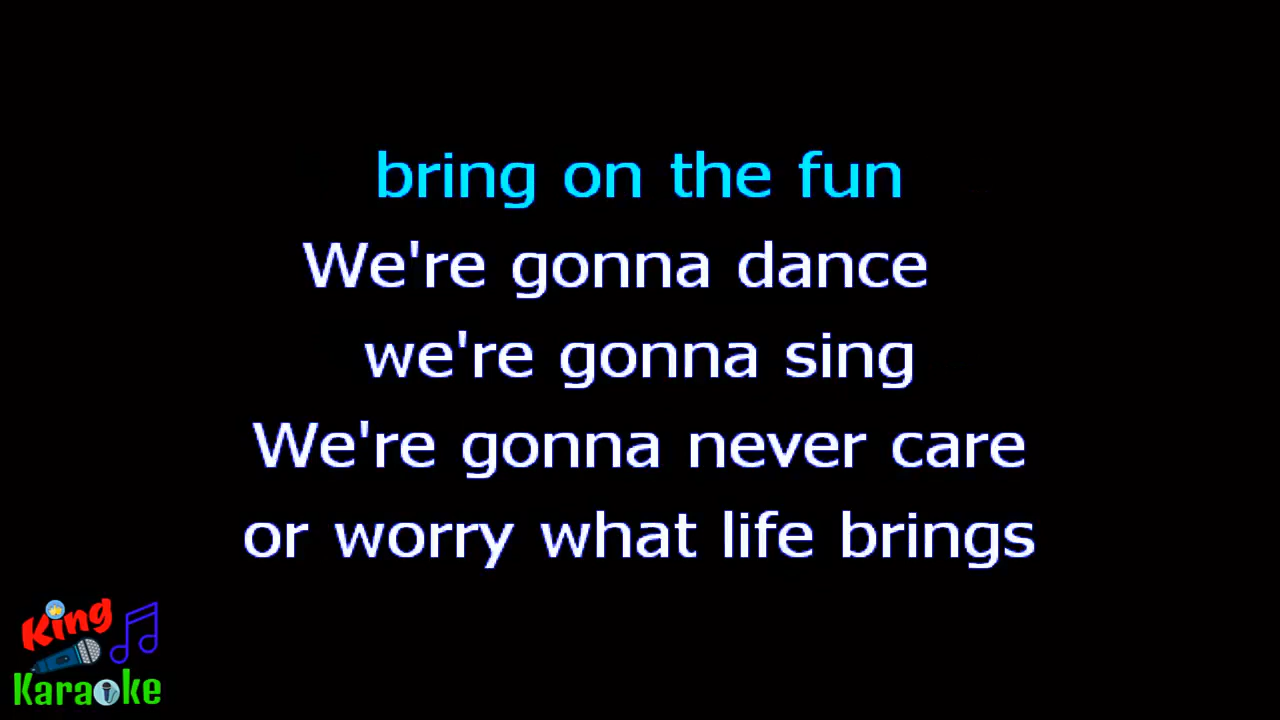 bring on the fun
We're gonna dance
we're gonna sing
We're gonna never care
or worry what life brings
King
Karaoke